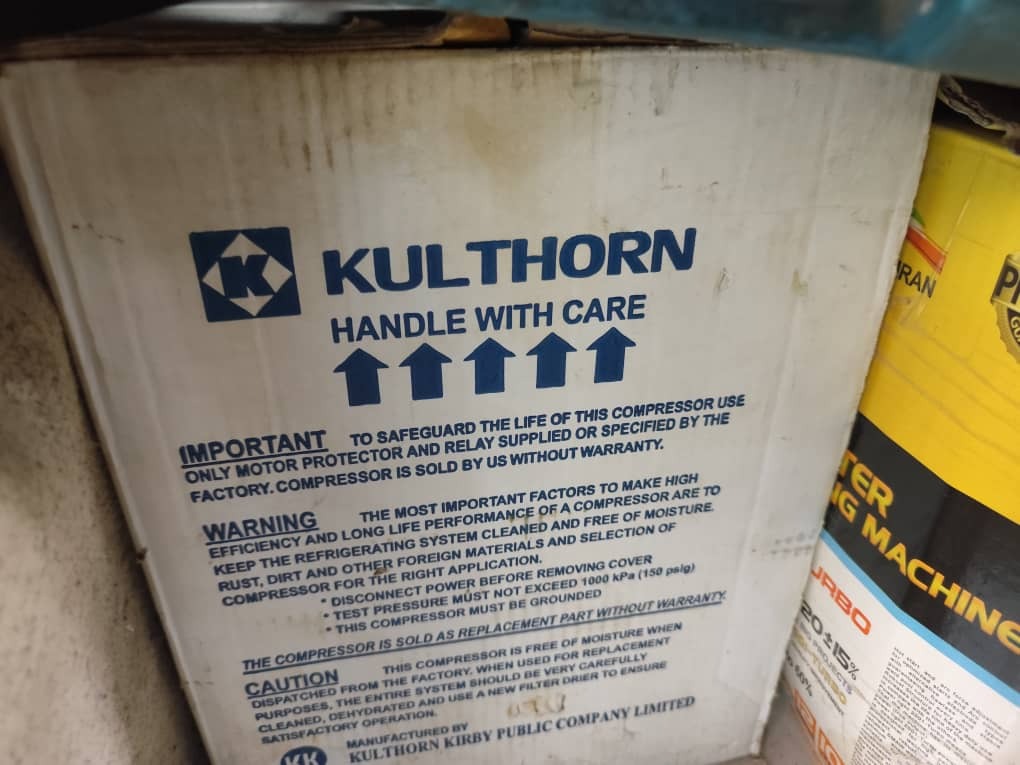 K KULTHORN
HANDLE WITH CARE
IMPORTANT TO SAFEGUARD THE LIFE OF THIS COMPRESSOR USE
ONLY MOTOR PROTECTOR AND RELAY SUPPLIED OR SPECIFIED BY THE
FACTORY. COMPRESSOR IS SOLD BY US WITHOUT WARRANTY.
WARNING THE MOST IMPORTANT FACTORS TO MAKE HIGH
EFFICIENCY AND LONG LIFE PERFORMANCE OF A COMPRESSOR ARE TO
KEEP THE REFRIGERATING SYSTEM CLEANED AND FREE OF MOISTURE.
RUST, DIRT AND OTHER FOREIGN MATERIALS AND SELECTION OF
COMPRESSOR FOR THE RIGHT APPLICATION.
• DISCONNECT POWER BEFORE REMOVING COVER
• TEST PRESSURE MUST NOT EXCEED 1000 kPa (150 psig)
• THIS COMPRESSOR MUST BE GROUNDED
THE COMPRESSOR IS SOLD AS REPLACEMENT PART WITHOUT WARRANTY.
CAUTION THIS COMPRESSOR IS FREE OF MOISTURE WHEN
DISPATCHED FROM THE FACTORY. WHEN USED FOR REPLACEMENT
PURPOSES, THE ENTIRE SYSTEM SHOULD BE VERY CAREFULLY
CLEANED, DEHYDRATED AND USE A NEW FILTER DRIER TO ENSURE
SATISFACTORY OPERATION.
KK MANUFACTURED BY
KULTHORN KIRBY PUBLIC COMPANY LIMITED
IRAN
TER
G MACHINE
URBO
20±15%
PROJECTS